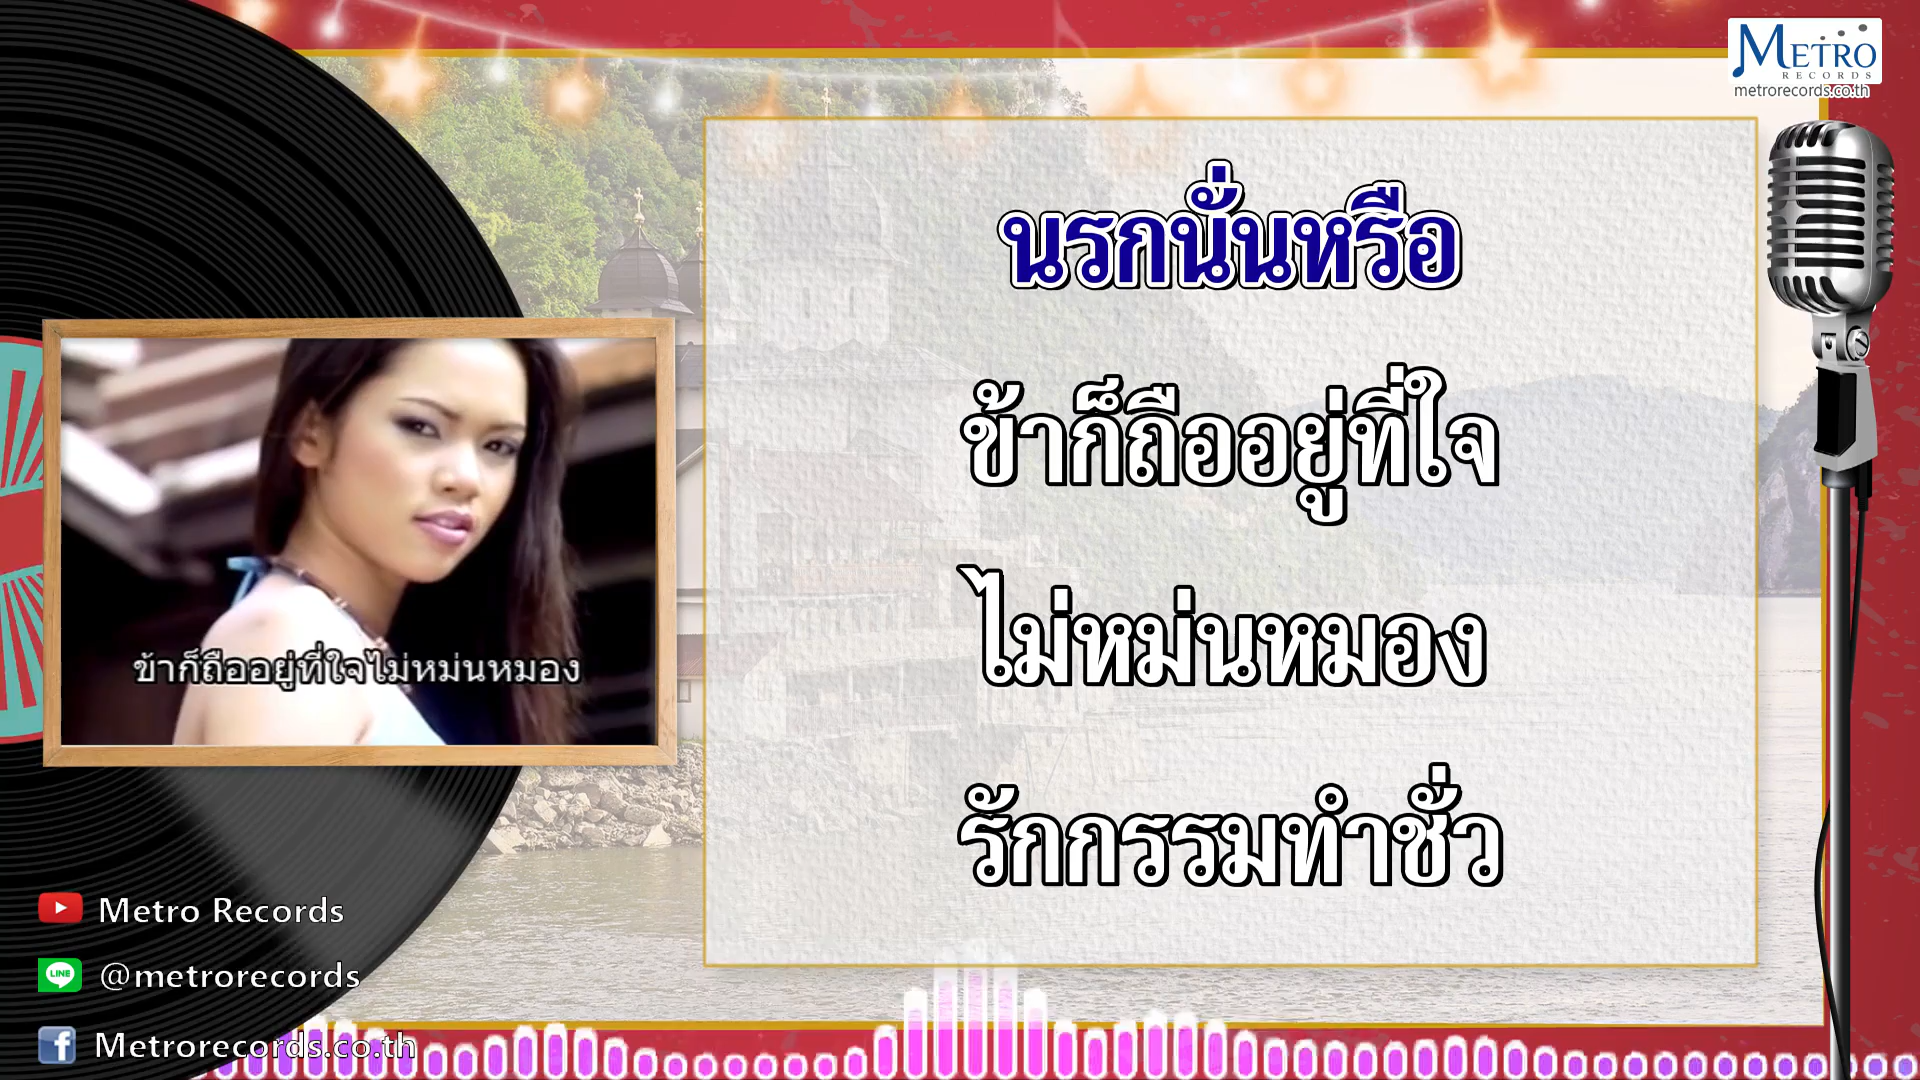 METRO
RECORDS
metrorecords.co.th
นรกนั่นหรือ
ข้าก็ถืออยู่ที่ใจ
ไม่หม่นหมอง
รักกรรมทำชั่ว
ข้าก็ถืออยู่ที่ใจไม่หม่นหมอง
Metro Records
LINE @metrorecords
Metrorecords.co.th